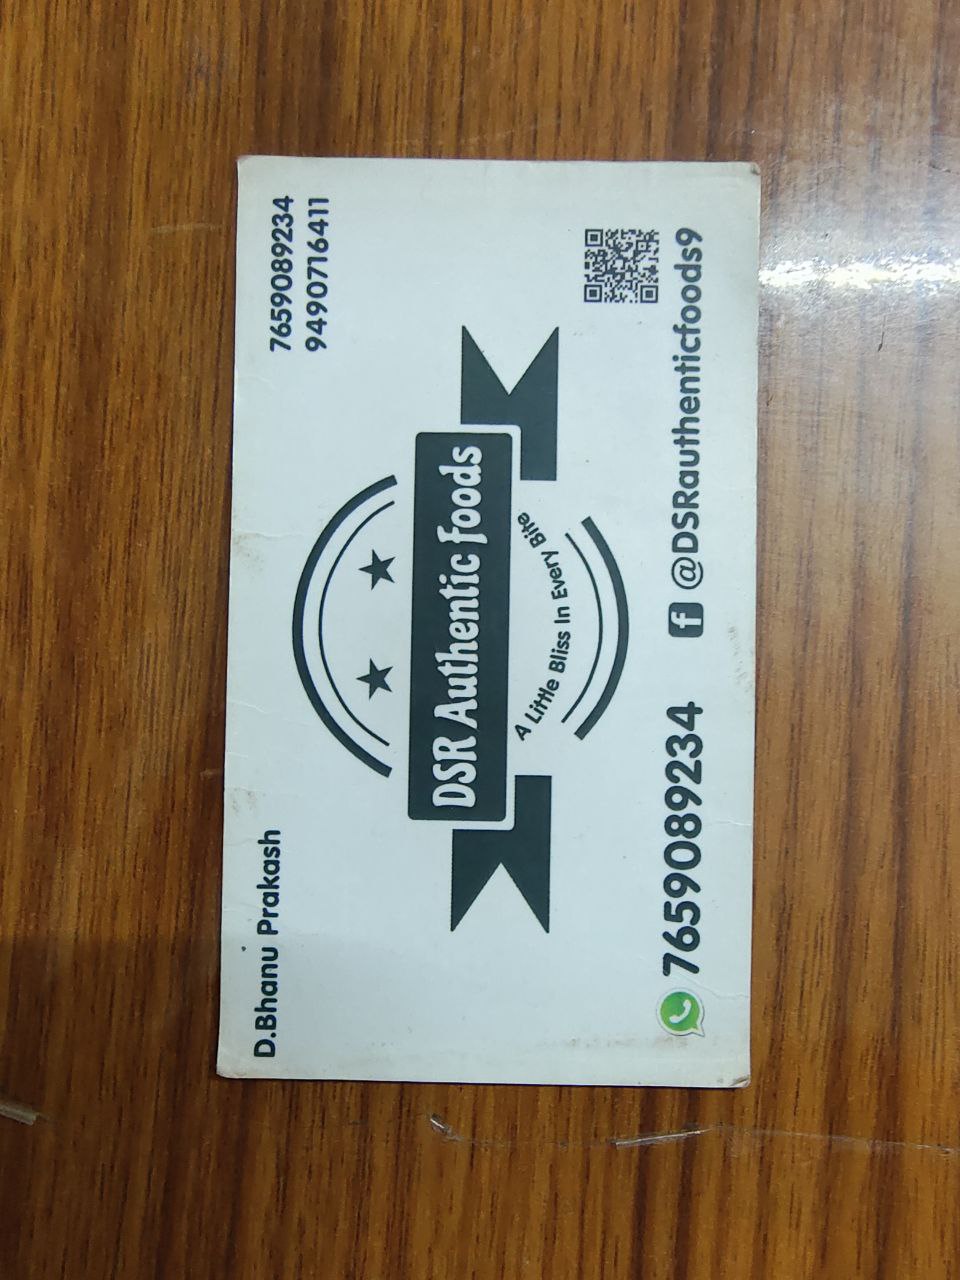 D.Bhanu Prakash
7659089234
9490716411
DSR Authentic foods
A Little Bliss In Every Bite
7659089234
f @DSRauthenticfoods9